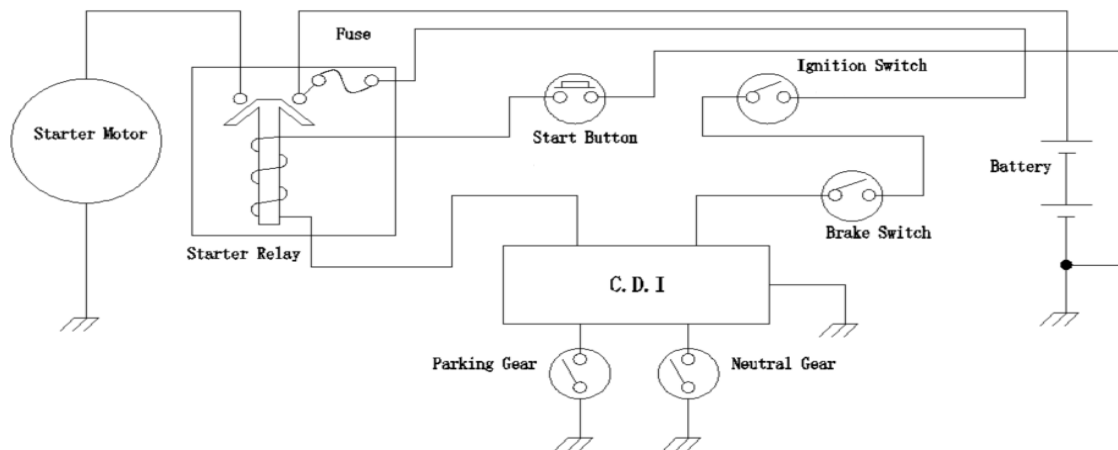 Fuse
Ignition Switch
Starter Motor
Start Button
Battery
Brake Switch
Starter Relay
C.D.I
Parking Gear
Neutral Gear